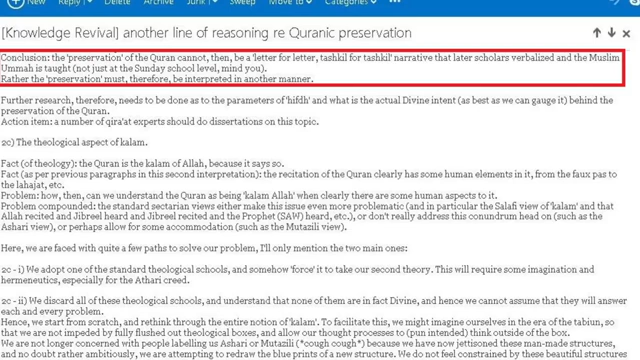 New Reply Delete Archive Junk Sweep Move to Categories ...
[Knowledge Revival] another line of reasoning re Quranic preservation
Conclusion: the 'preservation' of the Quran cannot, then, be a 'letter for letter, tashkil for tashkil' narrative that later scholars verbalized and the Muslim
Ummah is taught (not just at the Sunday school level, mind you).
Rather the 'preservation' must, therefore, be interpreted in another manner.
Further research, therefore, needs to be done as to the parameters of 'hifdh' and what is the actual Divine intent (as best as we can gauge it) behind the
preservation of the Quran.
Action item: a number of qira'at experts should do dissertations on this topic.
2c) The theological aspect of kalam.
Fact (of theology): the Quran is the kalam of Allah, because it says so.
Fact (as per previous paragraphs in this second interpretation): the recitation of the Quran clearly has some human elements in it, from the faux pas to
the lahajat, etc.
Problem: how, then, can we understand the Quran as being 'kalam Allah' when clearly there are some human aspects to it.
Problem compounded: the standard sectarian views either make this issue even more problematic (and in particular the Salafi view of 'kalam' and that
Allah recited and Jibreel heard and Jibreel recited and the Prophet (SAW) heard, etc.), or don't really address this conundrum head on (such as the
Ashari view), or perhaps allow for some accommodation (such as the Mutazili view).
Here, we are faced with quite a few paths to solve our problem, I'll only mention the two main ones:
2c - i) We adopt one of the standard theological schools, and somehow 'force' it to take our second theory. This will require some imagination and
hermeneutics, especially for the Athari creed.
2c - ii) We discard all of these theological schools, and understand that none of them are in fact Divine, and hence we cannot assume that they will answer
each and every problem.
Hence, we start from scratch, and rethink through the entire notion of 'kalam'. To facilitate this, we might imagine ourselves in the era of the tabiun, so
that we are not impeded by fully flushed out theological boxes, and allow our thought processes to (pun intended) think outside of the box.
We are not longer concerned with people labelling us Ashari or Mutazili (*cough cough*) because we have now jettisoned these man-made structures,
and no doubt rather ambitiously, we are attempting to redraw the blue prints of a new structure. We do not feel constrained by these beautiful structures